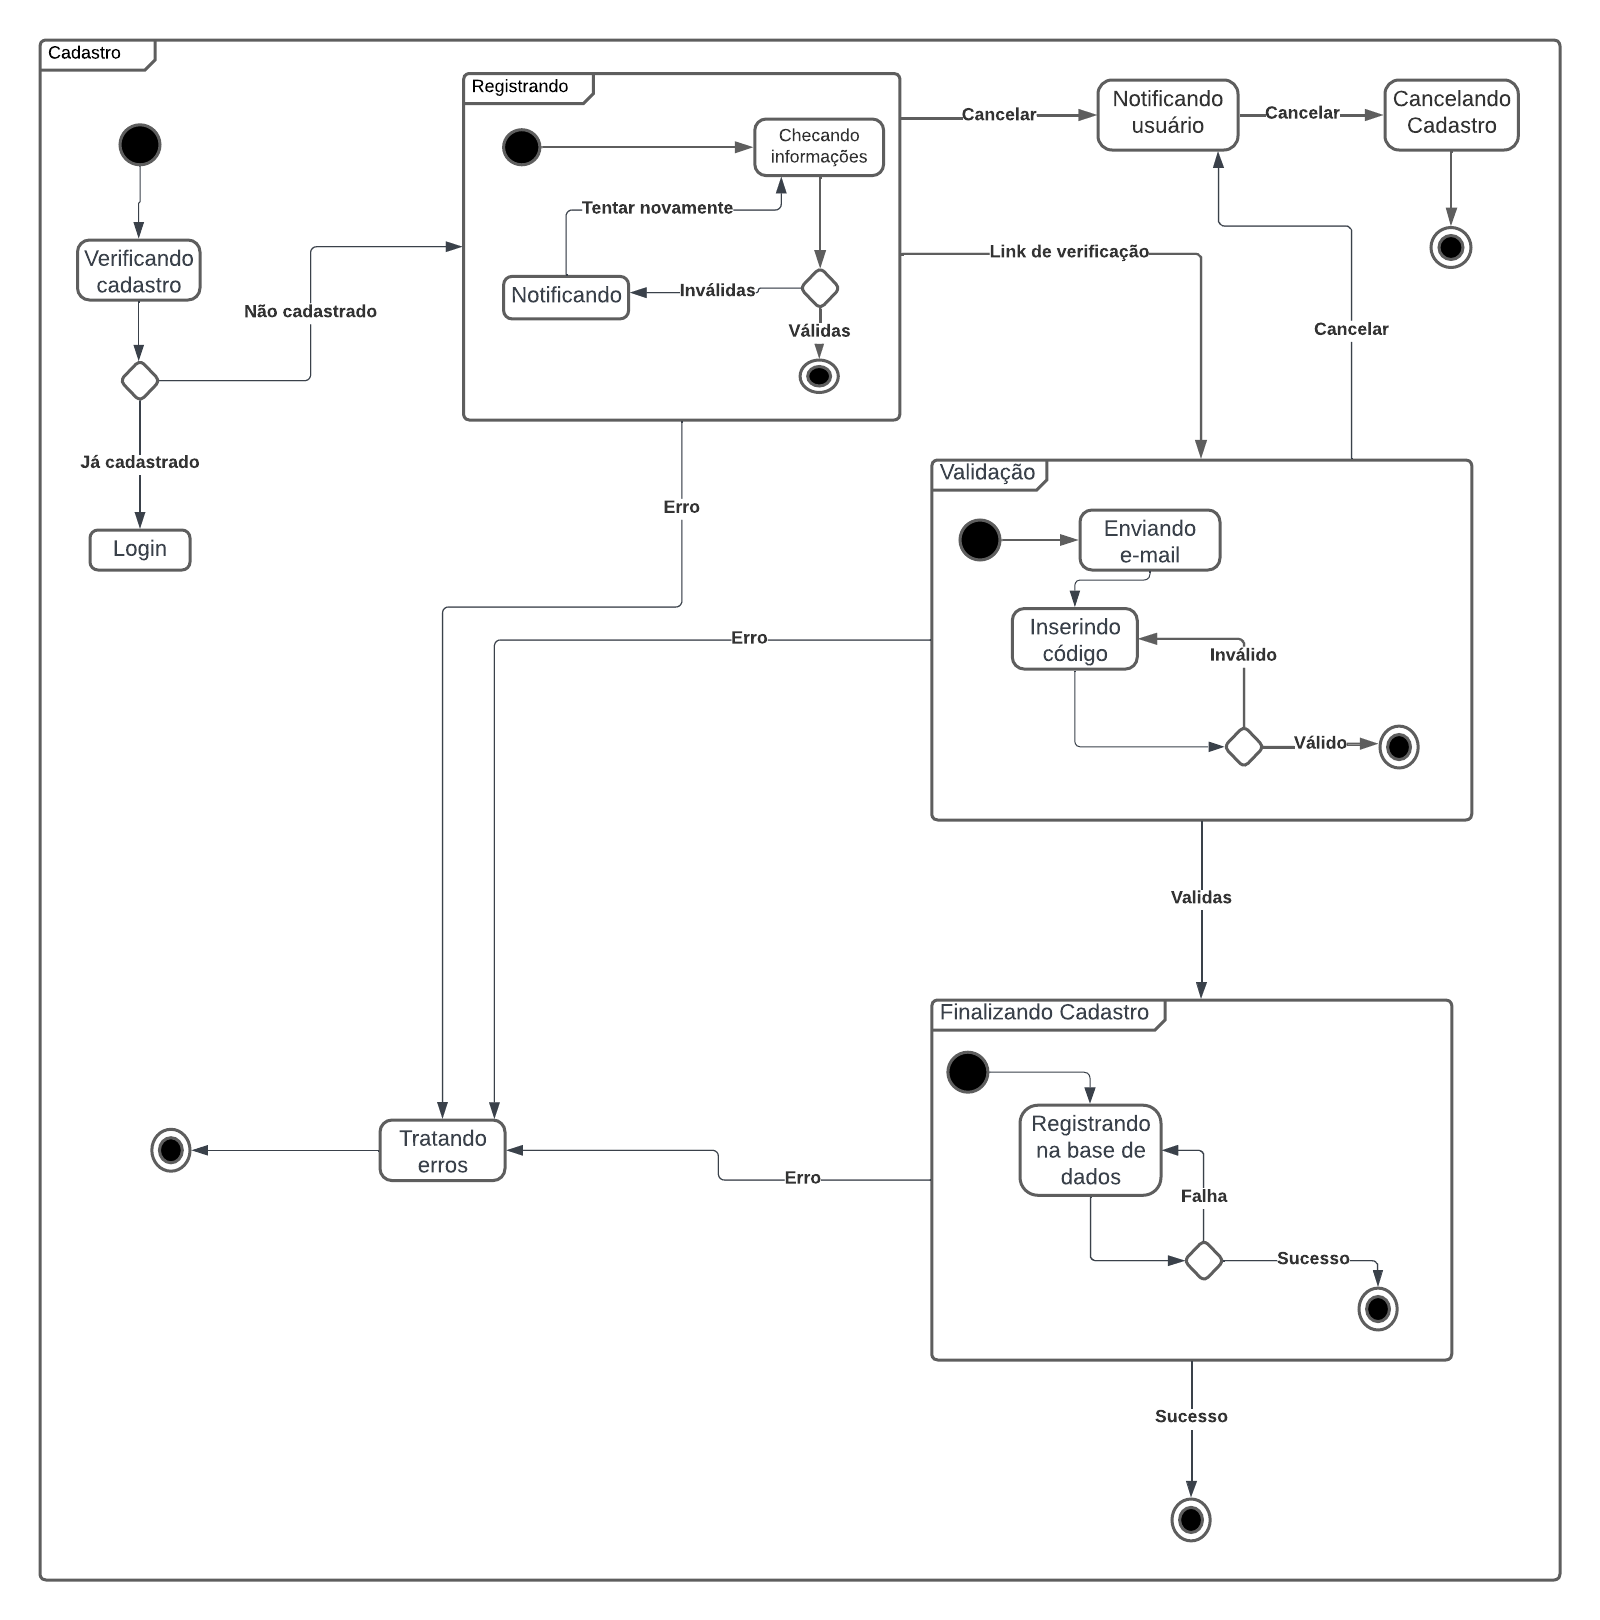 Cadastro
Registrando
Checando
informações
Tentar novamente
Notificando
Inválidas
Válidas
Cancelar
Notificando
usuário
Cancelar
Cancelando
Cadastro
Verificando
cadastro
Não cadastrado
Já cadastrado
Login
Link de verificação
Cancelar
Erro
Validação
Enviando
e-mail
Inserindo
código
Inválido
Válido
Erro
Validas
Finalizando Cadastro
Registrando
na base de
dados
Falha
Sucesso
Tratando
erros
Erro
Sucesso